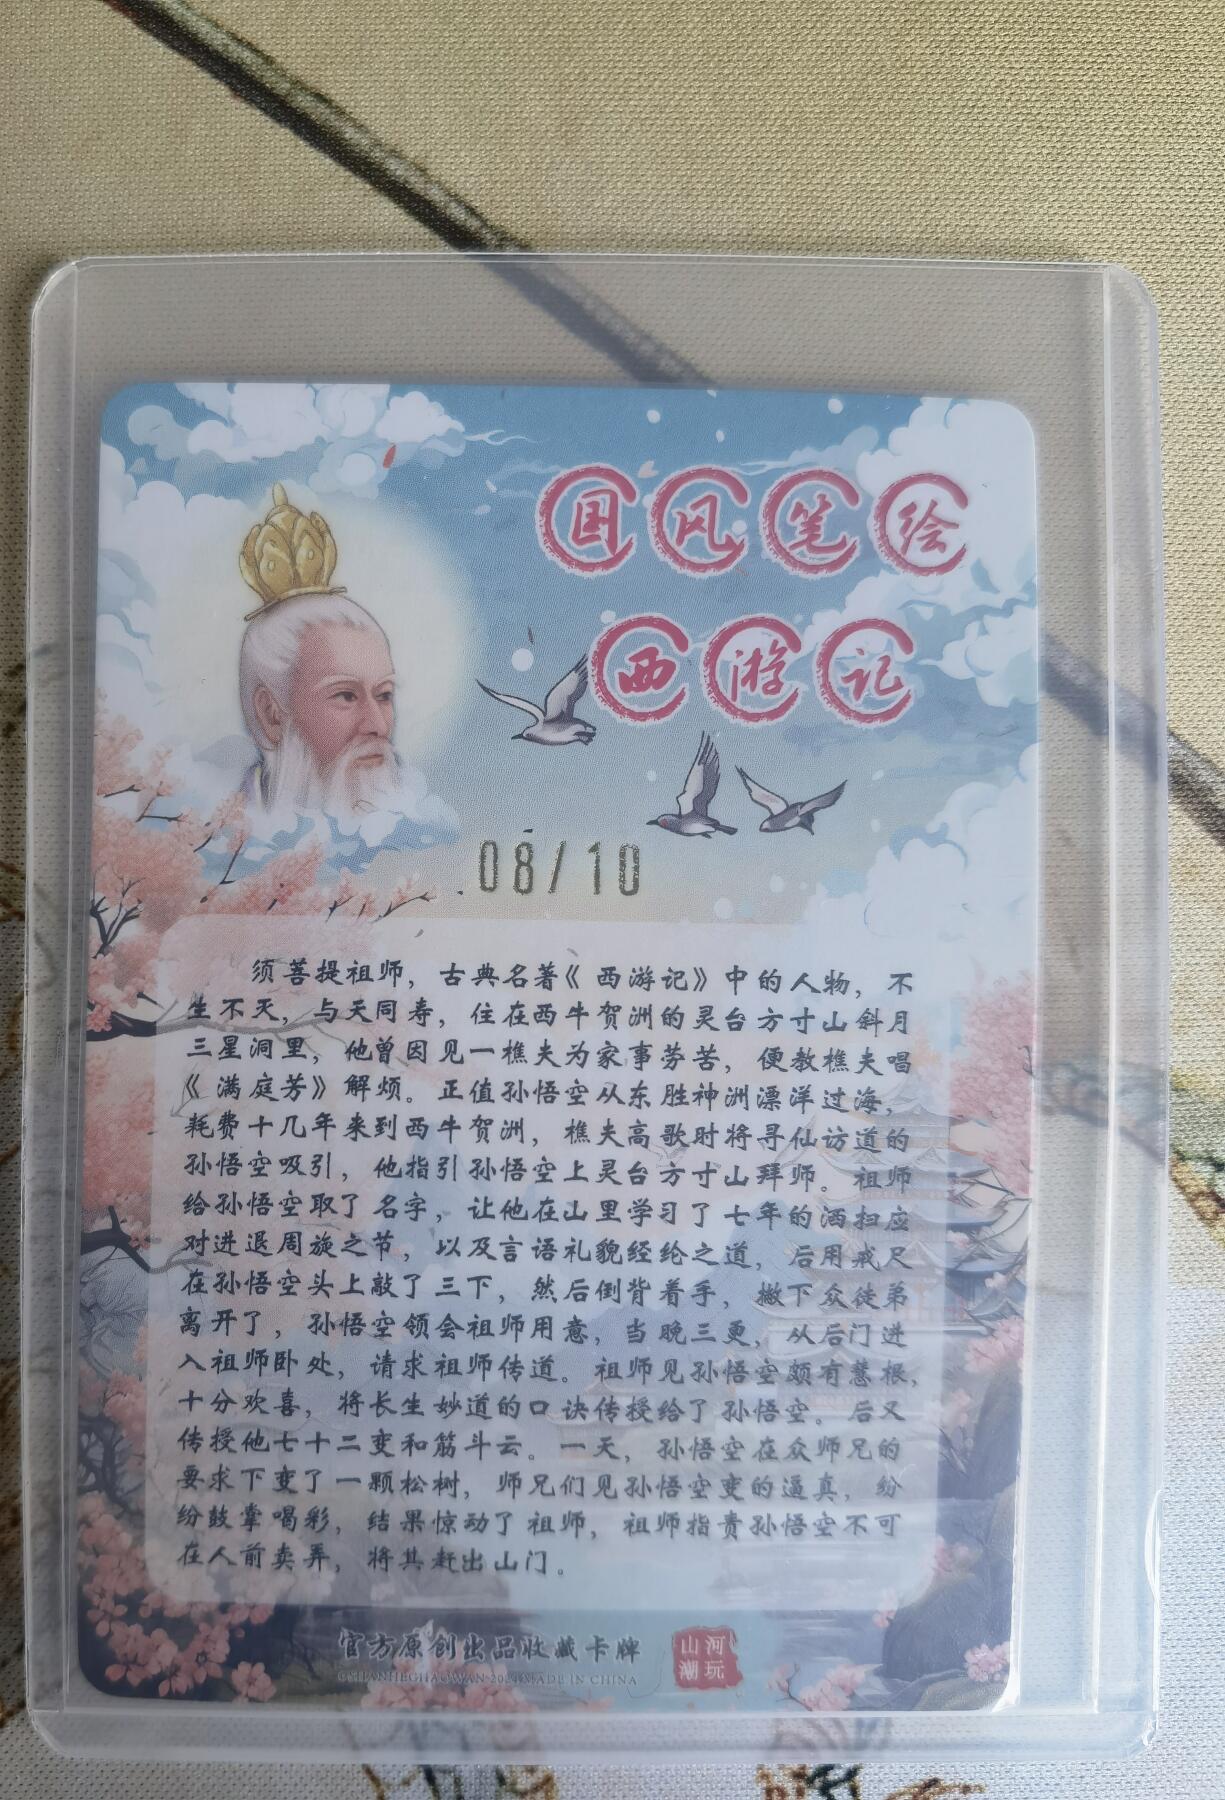 国风笔绘
西游记
08/10
须菩提祖师，古典名著《西游记》中的人物，不
生不灭，与天同寿，住在西牛贺洲的灵台方寸山斜月
三星洞里，他曾因见一樵夫为家事劳苦，便教樵夫唱
《满庭芳》解烦。正值孙悟空从东胜神洲漂洋过海，
耗费十几年来到西牛贺洲，樵夫高歌时将寻仙访道的
孙悟空吸引，他指引孙悟空上灵台方寸山拜师。祖师
给孙悟空取了名字，让他在山里学习了七年的洒扫应
对进退周旋之节，以及言语礼貌经纶之道，后用戒尺
在孙悟空头上敲了三下，然后倒背着手，撇下众徒弟
离开了，孙悟空领会祖师用意，当晚三更，从后门进
入祖师卧处，请求祖师传道。祖师见孙悟空颇有慧根，
十分欢喜，将长生妙道的口诀传授给了孙悟空。后又
传授他七十二变和筋斗云。一天，孙悟空在众师兄的
要求下变了一颗松树，师兄们见孙悟空变的逼真，纷
纷鼓掌喝彩，结果惊动了祖师，祖师指责孙悟空不可
在人前卖弄，将其赶出山门。
官方原创出品收藏卡牌
MADE IN CHINA
山河
潮玩